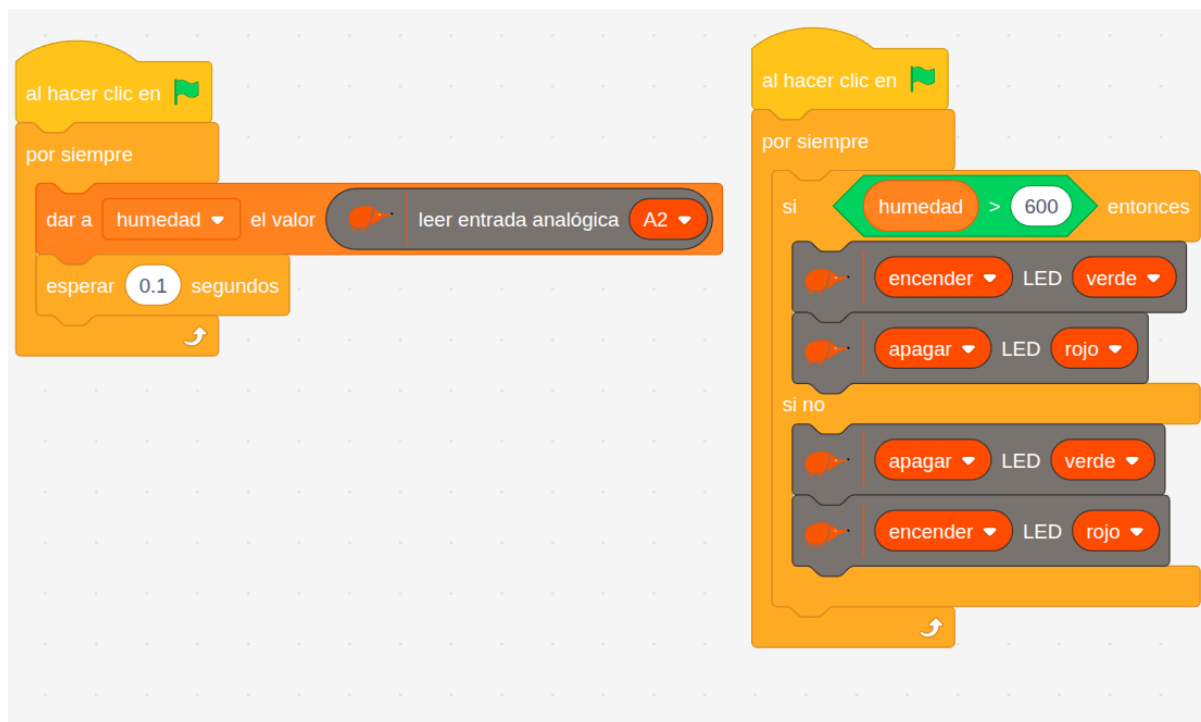 al hacer clic en
por siempre
dar a humedad el valor leer entrada analógica A2
esperar 0.1 segundos
al hacer clic en
por siempre
si humedad > 600 entonces
encender LED verde
apagar LED rojo
si no
apagar LED verde
encender LED rojo